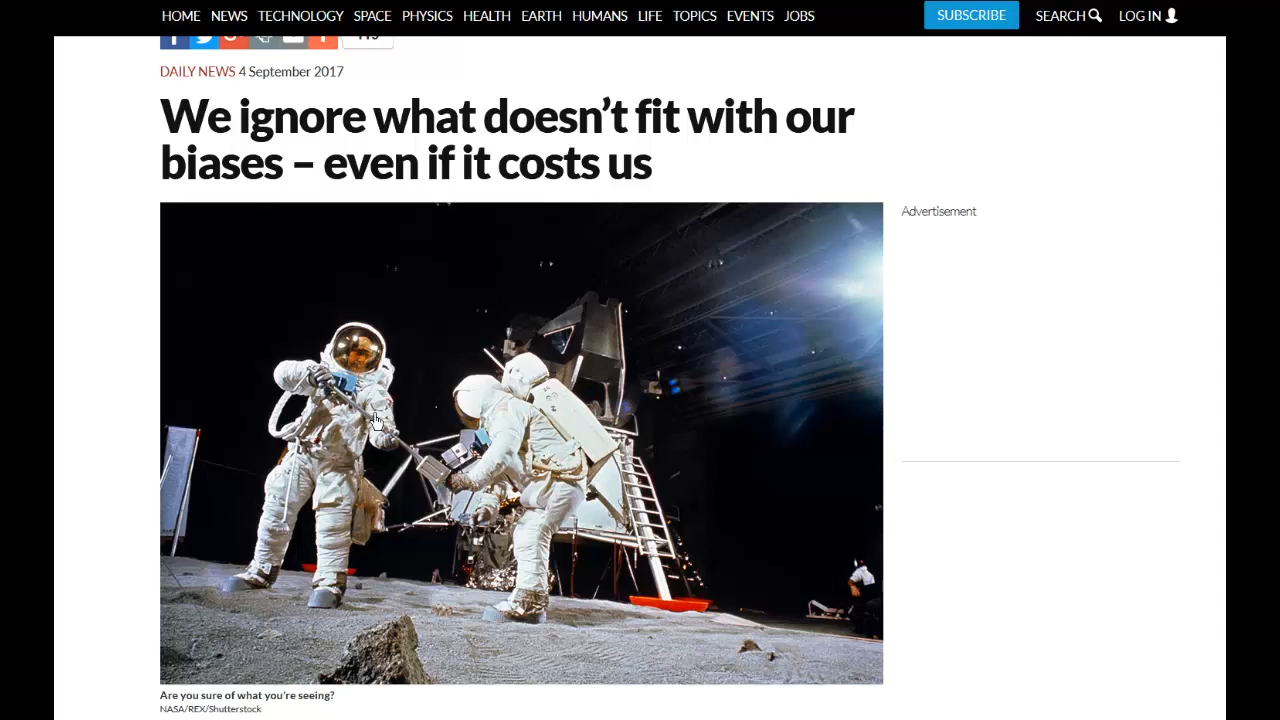 HOME NEWS TECHNOLOGY SPACE PHYSICS HEALTH EARTH HUMANS LIFE TOPICS EVENTS JOBS SUBSCRIBE SEARCH LOG IN
DAILY NEWS 4 September 2017
We ignore what doesn’t fit with our
biases – even if it costs us
Advertisement
Are you sure of what you're seeing?
NASA/REX/Shutterstock